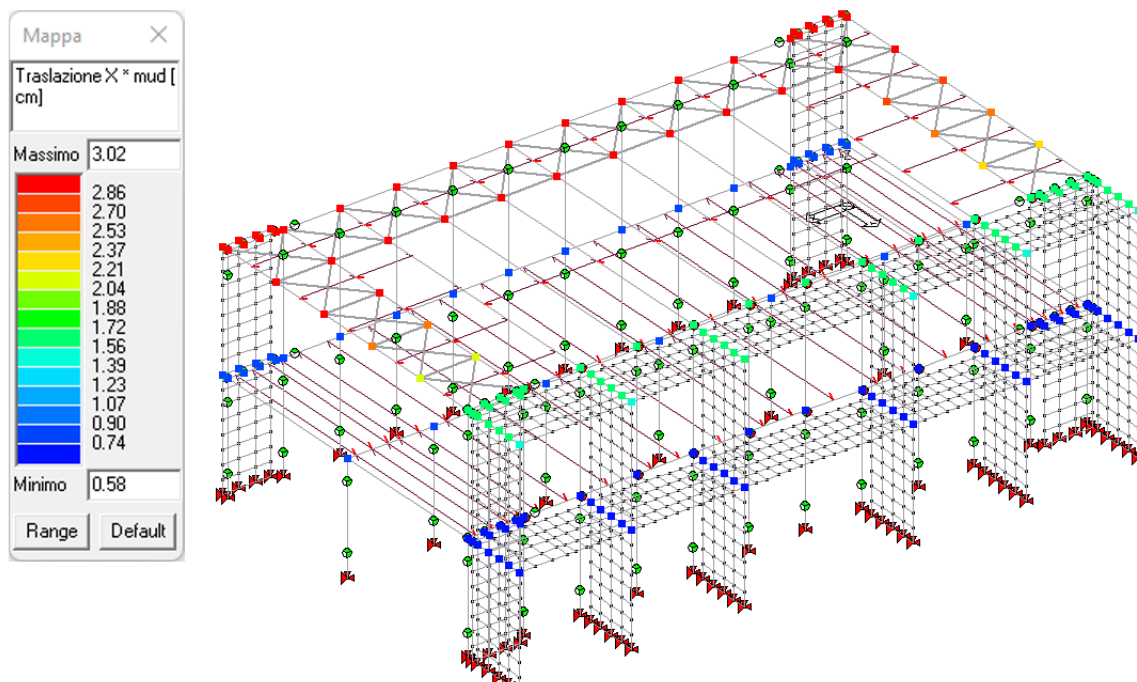 Mappa
Traslazione X * mud [
cm]
Massimo 3.02
2.86
2.70
2.53
2.37
2.21
2.04
1.88
1.72
1.56
1.39
1.23
1.07
0.90
0.74
Minimo 0.58
Range Default